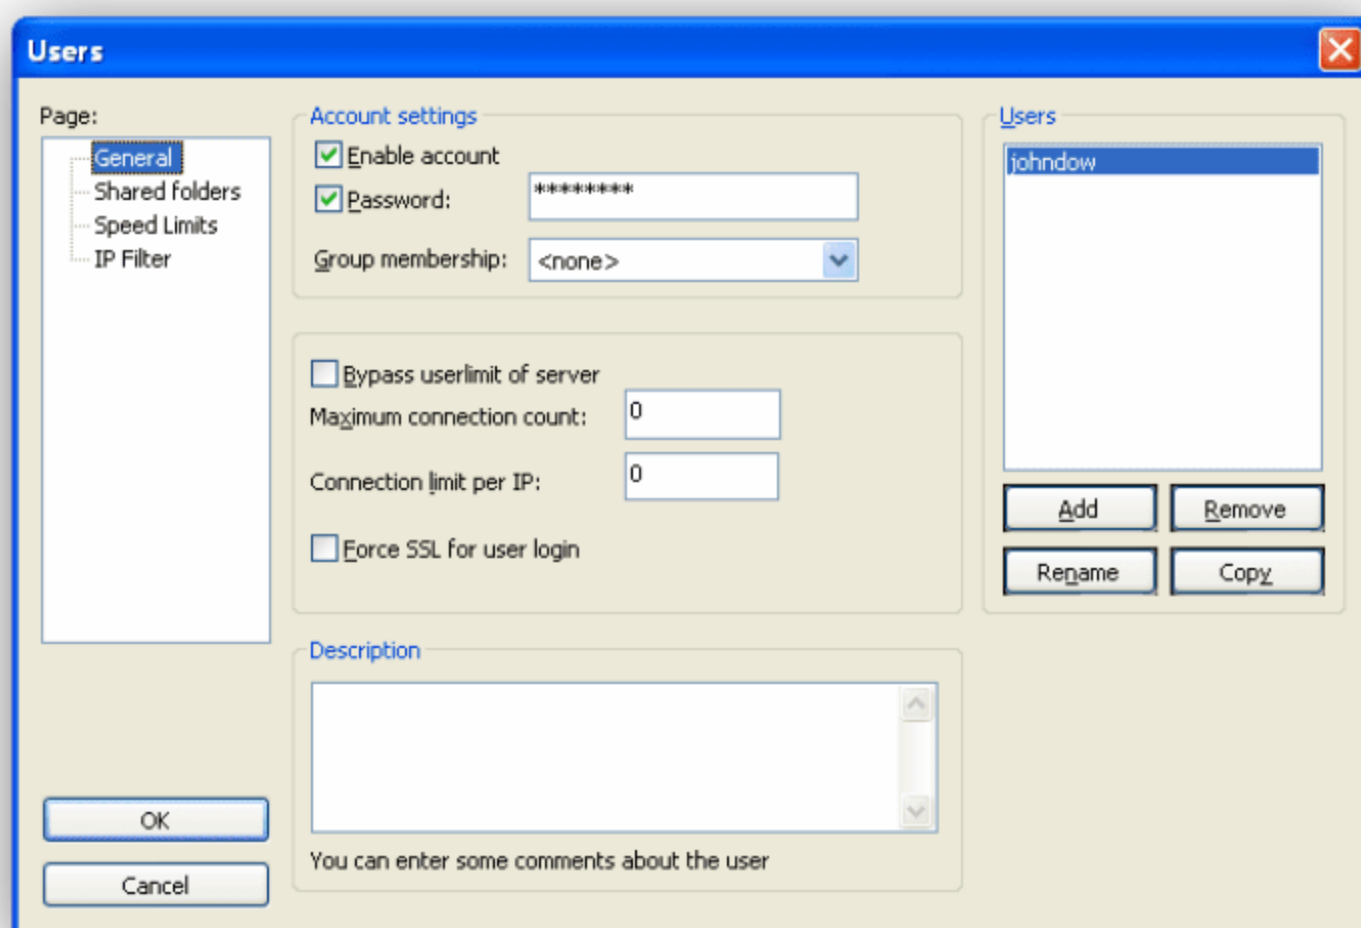 Users
Page:
General
Shared folders
Speed Limits
IP Filter
OK
Cancel
Account settings
Enable account
Password: ********
Group membership: <none>
Bypass userlimit of server
Maximum connection count: 0
Connection limit per IP: 0
Force SSL for user login
Description
You can enter some comments about the user
Users
johndow
Add Remove
Rename Copy